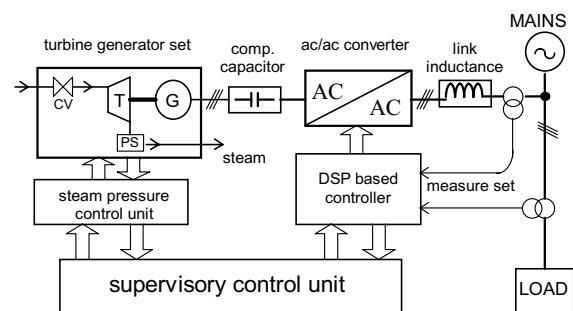 MAINS
turbine generator set
comp.
capacitor
ac/ac converter
link
inductance
CV
T
G
AC
AC
PS
steam
measure set
steam pressure
control unit
DSP based
controller
supervisory control unit
LOAD